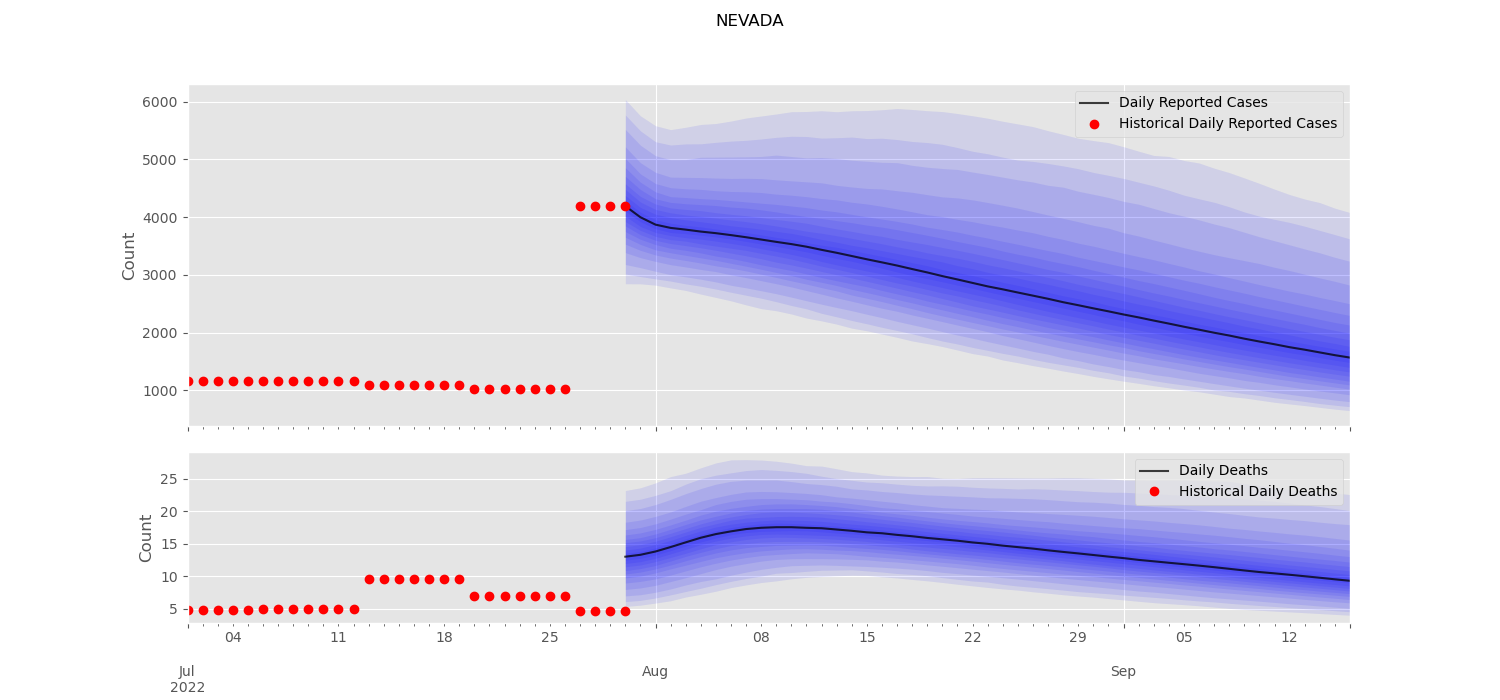 NEVADA
6000
5000
4000
3000
2000
1000
Count
Daily Reported Cases
Historical Daily Reported Cases
25
20
15
10
5
Count
Daily Deaths
Historical Daily Deaths
04 11 18 25 08 15 22 29 05 12
Jul Aug Sep
2022